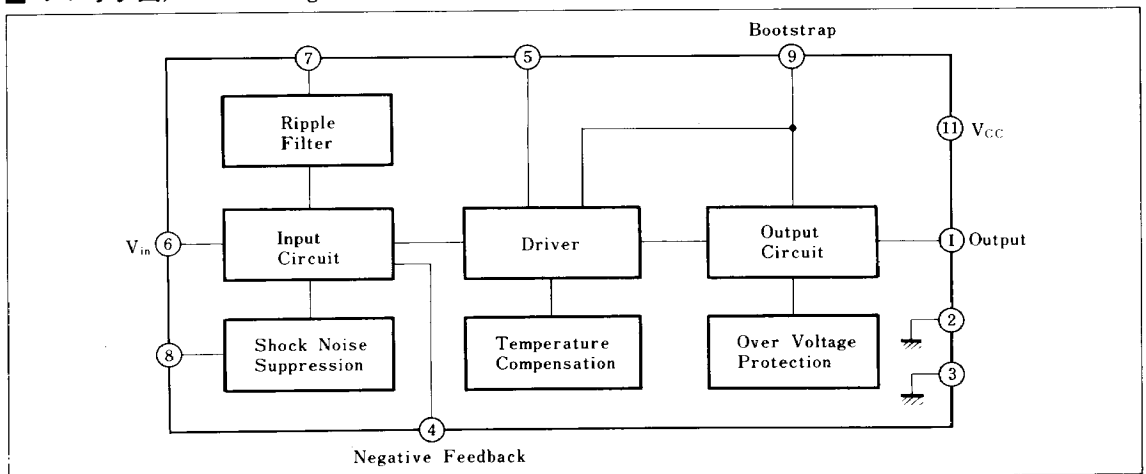 Bootstrap
7
5
9
Ripple
Filter
11 VCC
Vin 6
Input
Circuit
Driver
Output
Circuit
1 Output
2
8
Shock Noise
Suppression
Temperature
Compensation
Over Voltage
Protection
3
4
Negative Feedback